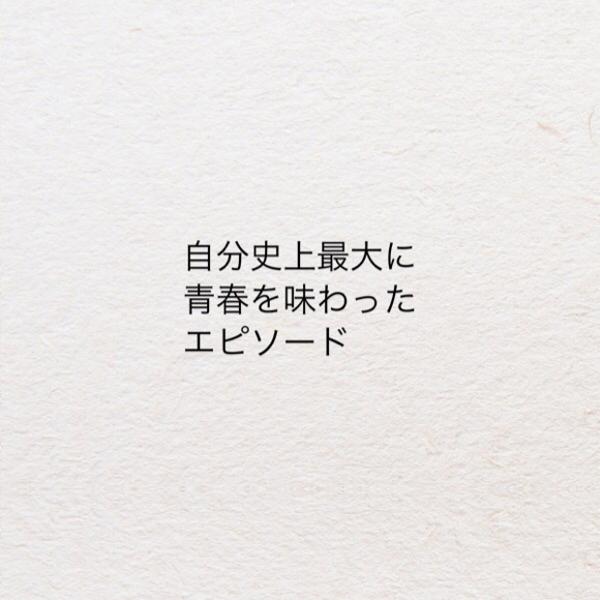 自分史上最大に
青春を味わった
エピソード